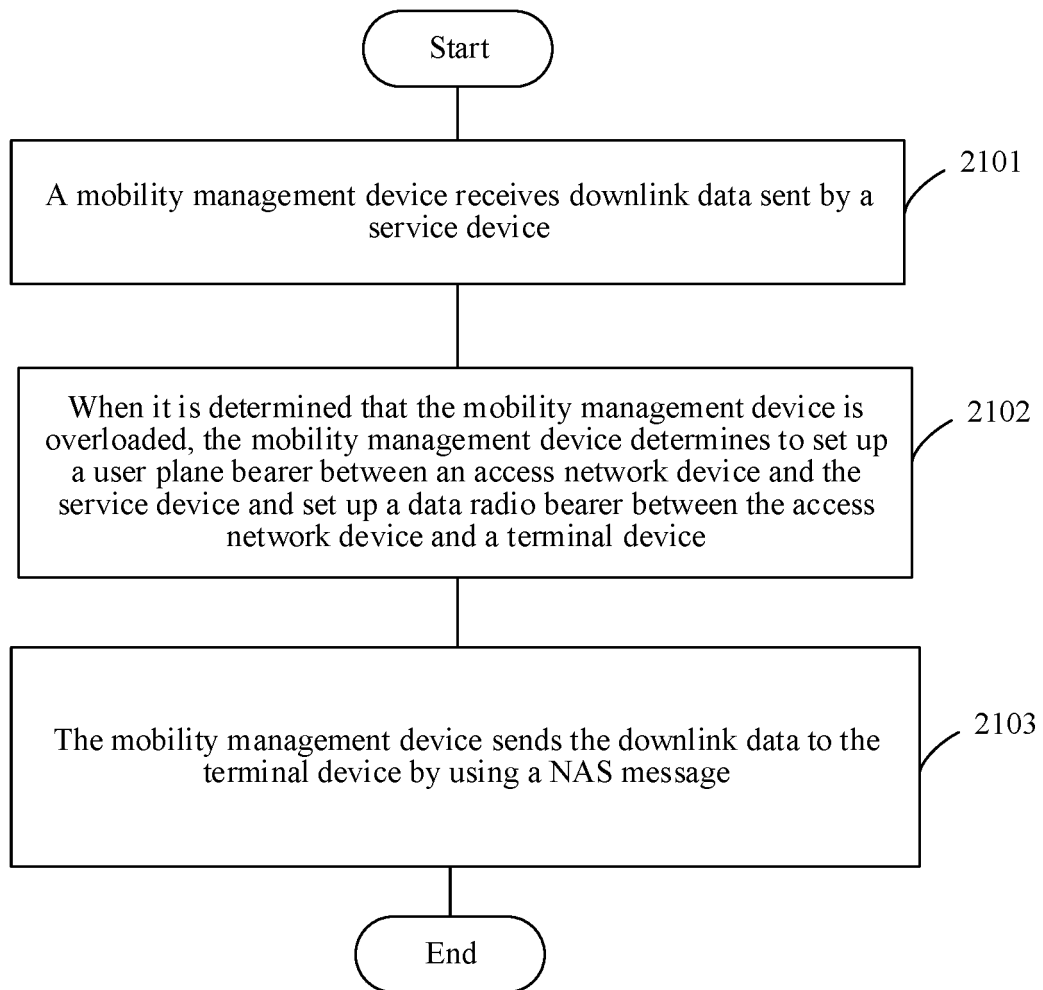 Start
A mobility management device receives downlink data sent by a
service device
2101
When it is determined that the mobility management device is
overloaded, the mobility management device determines to set up
a user plane bearer between an access network device and the
service device and set up a data radio bearer between the access
network device and a terminal device
2102
The mobility management device sends the downlink data to the
terminal device by using a NAS message
2103
End